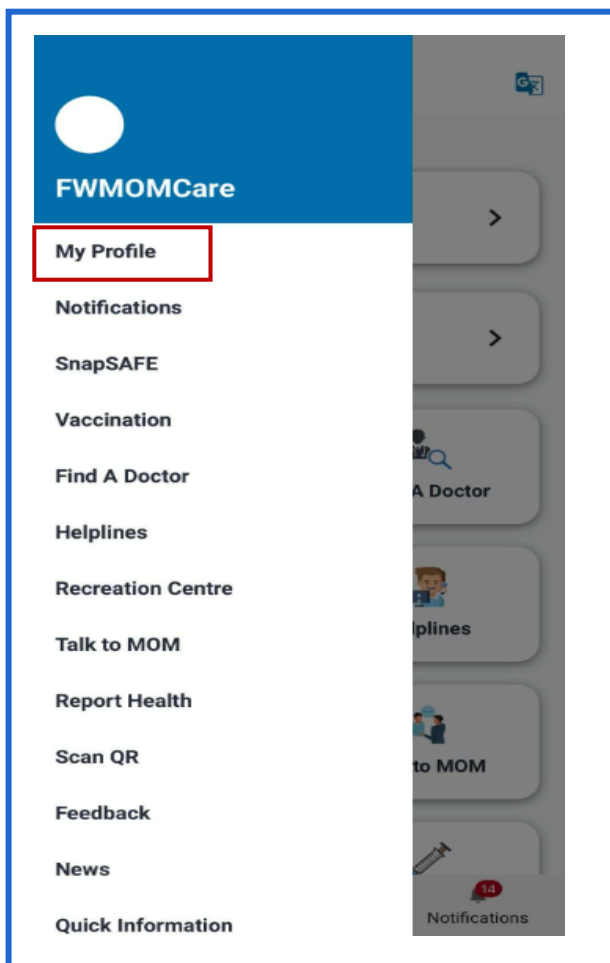 FWMOMCare
My Profile
Notifications
SnapSAFE
Vaccination
Find A Doctor
A Doctor
Helplines
Recreation Centre
lplines
Talk to MOM
Report Health
Scan QR
to MOM
Feedback
News
14
Quick Information
Notifications